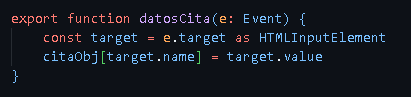 export function datosCita(e: Event) {
    const target = e.target as HTMLInputElement
    citaObj[target.name] = target.value
}